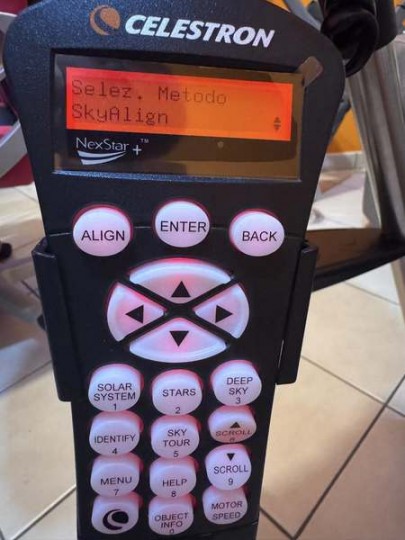 CELESTRON
Selez. Metodo
SkyAlign
NexStar+™
ALIGN
ENTER
BACK
SOLAR SYSTEM 1
STARS 2
DEEP SKY 3
IDENTIFY 4
SKY TOUR 5
SCROLL 6
MENU 7
HELP 8
SCROLL 9
OBJECT INFO 0
MOTOR SPEED